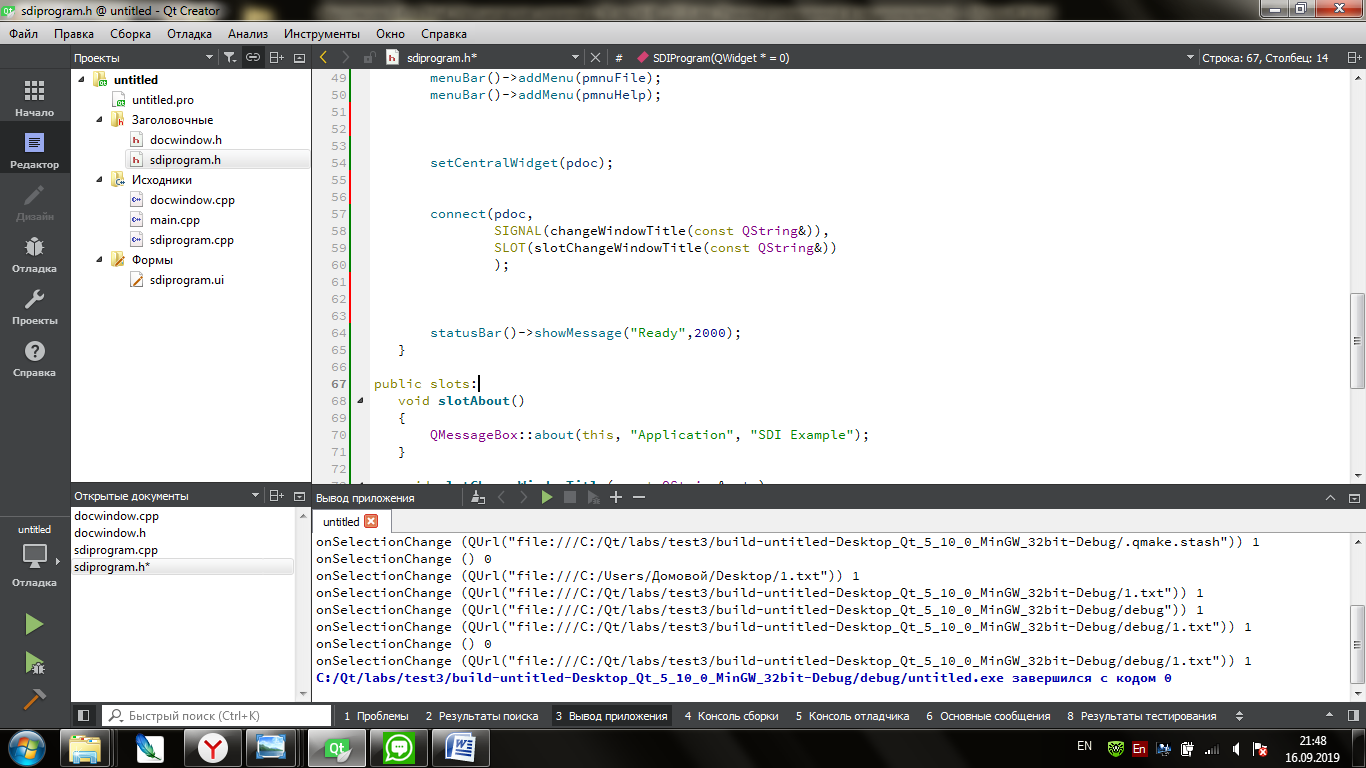 sdiprogram.h @ untitled - Qt Creator
Файл Правка Сборка Отладка Анализ Инструменты Окно Справка
Проекты
sdiprogram.h*
#
SDIProgram(QWidget * = 0)
Строка: 67, Столбец: 14
Начало
Редактор
Дизайн
Отладка
Проекты
Справка
untitled
untitled.pro
Заголовочные
docwindow.h
sdiprogram.h
Исходники
docwindow.cpp
main.cpp
sdiprogram.cpp
Формы
sdiprogram.ui
49 menuBar()->addMenu(pmnuFile);
50 menuBar()->addMenu(pmnuHelp);
51
52
53
54 setCentralWidget(pdoc);
55
56
57 connect(pdoc,
58 SIGNAL(changeWindowTitle(const QString&)),
59 SLOT(slotChangeWindowTitle(const QString&))
60 );
61
62
63
64 statusBar()->showMessage("Ready",2000);
65 }
66
67 public slots:
68 void slotAbout()
69 {
70 QMessageBox::about(this, "Application", "SDI Example");
71 }
72
Открытые документы
docwindow.cpp
docwindow.h
sdiprogram.cpp
sdiprogram.h*
untitled
Отладка
Вывод приложения
untitled
onSelectionChange (QUrl("file:///C:/Qt/labs/test3/build-untitled-Desktop_Qt_5_10_0_MinGW_32bit-Debug/.qmake.stash")) 1
onSelectionChange () 0
onSelectionChange (QUrl("file:///C:/Users/Домовой/Desktop/1.txt")) 1
onSelectionChange (QUrl("file:///C:/Qt/labs/test3/build-untitled-Desktop_Qt_5_10_0_MinGW_32bit-Debug/1.txt")) 1
onSelectionChange (QUrl("file:///C:/Qt/labs/test3/build-untitled-Desktop_Qt_5_10_0_MinGW_32bit-Debug/debug")) 1
onSelectionChange (QUrl("file:///C:/Qt/labs/test3/build-untitled-Desktop_Qt_5_10_0_MinGW_32bit-Debug/debug/1.txt")) 1
onSelectionChange () 0
onSelectionChange (QUrl("file:///C:/Qt/labs/test3/build-untitled-Desktop_Qt_5_10_0_MinGW_32bit-Debug/debug/1.txt")) 1
C:/Qt/labs/test3/build-untitled-Desktop_Qt_5_10_0_MinGW_32bit-Debug/debug/untitled.exe завершился с кодом 0
Быстрый поиск (Ctrl+K)
1 Проблемы 2 Результаты поиска 3 Вывод приложения 4 Консоль сборки 5 Консоль отладчика 6 Основные сообщения 8 Результаты тестирования
EN
En
21:48
16.09.2019